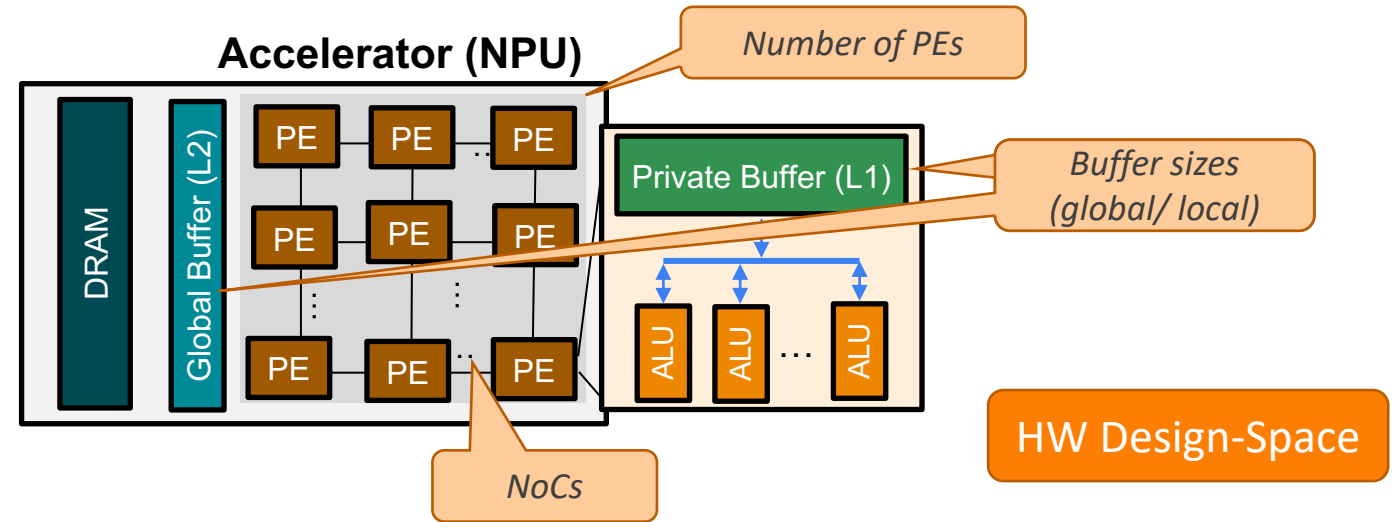 Accelerator (NPU)
Number of PEs
DRAM
Global Buffer (L2)
PE PE .. PE
PE PE PE
⋮ ⋮
PE PE .. PE
Private Buffer (L1)
ALU ALU ... ALU
Buffer sizes
(global/ local)
NoCs
HW Design-Space